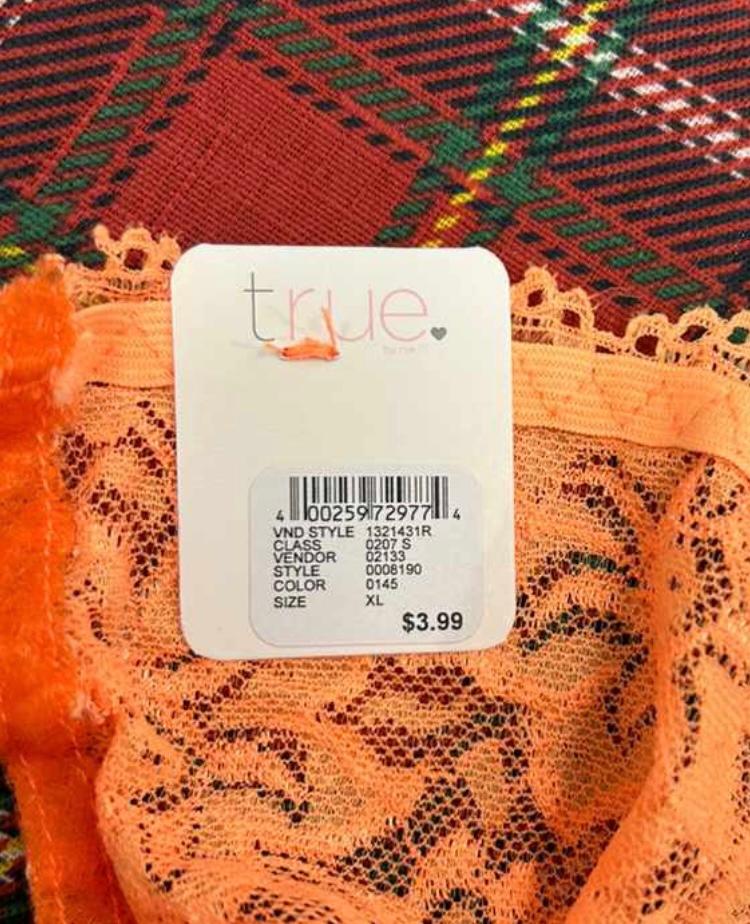 true.
4 00259 72977 4
VND STYLE 1321431R
CLASS 0207 S
VENDOR 02133
STYLE 0008190
COLOR 0145
SIZE XL
$3.99